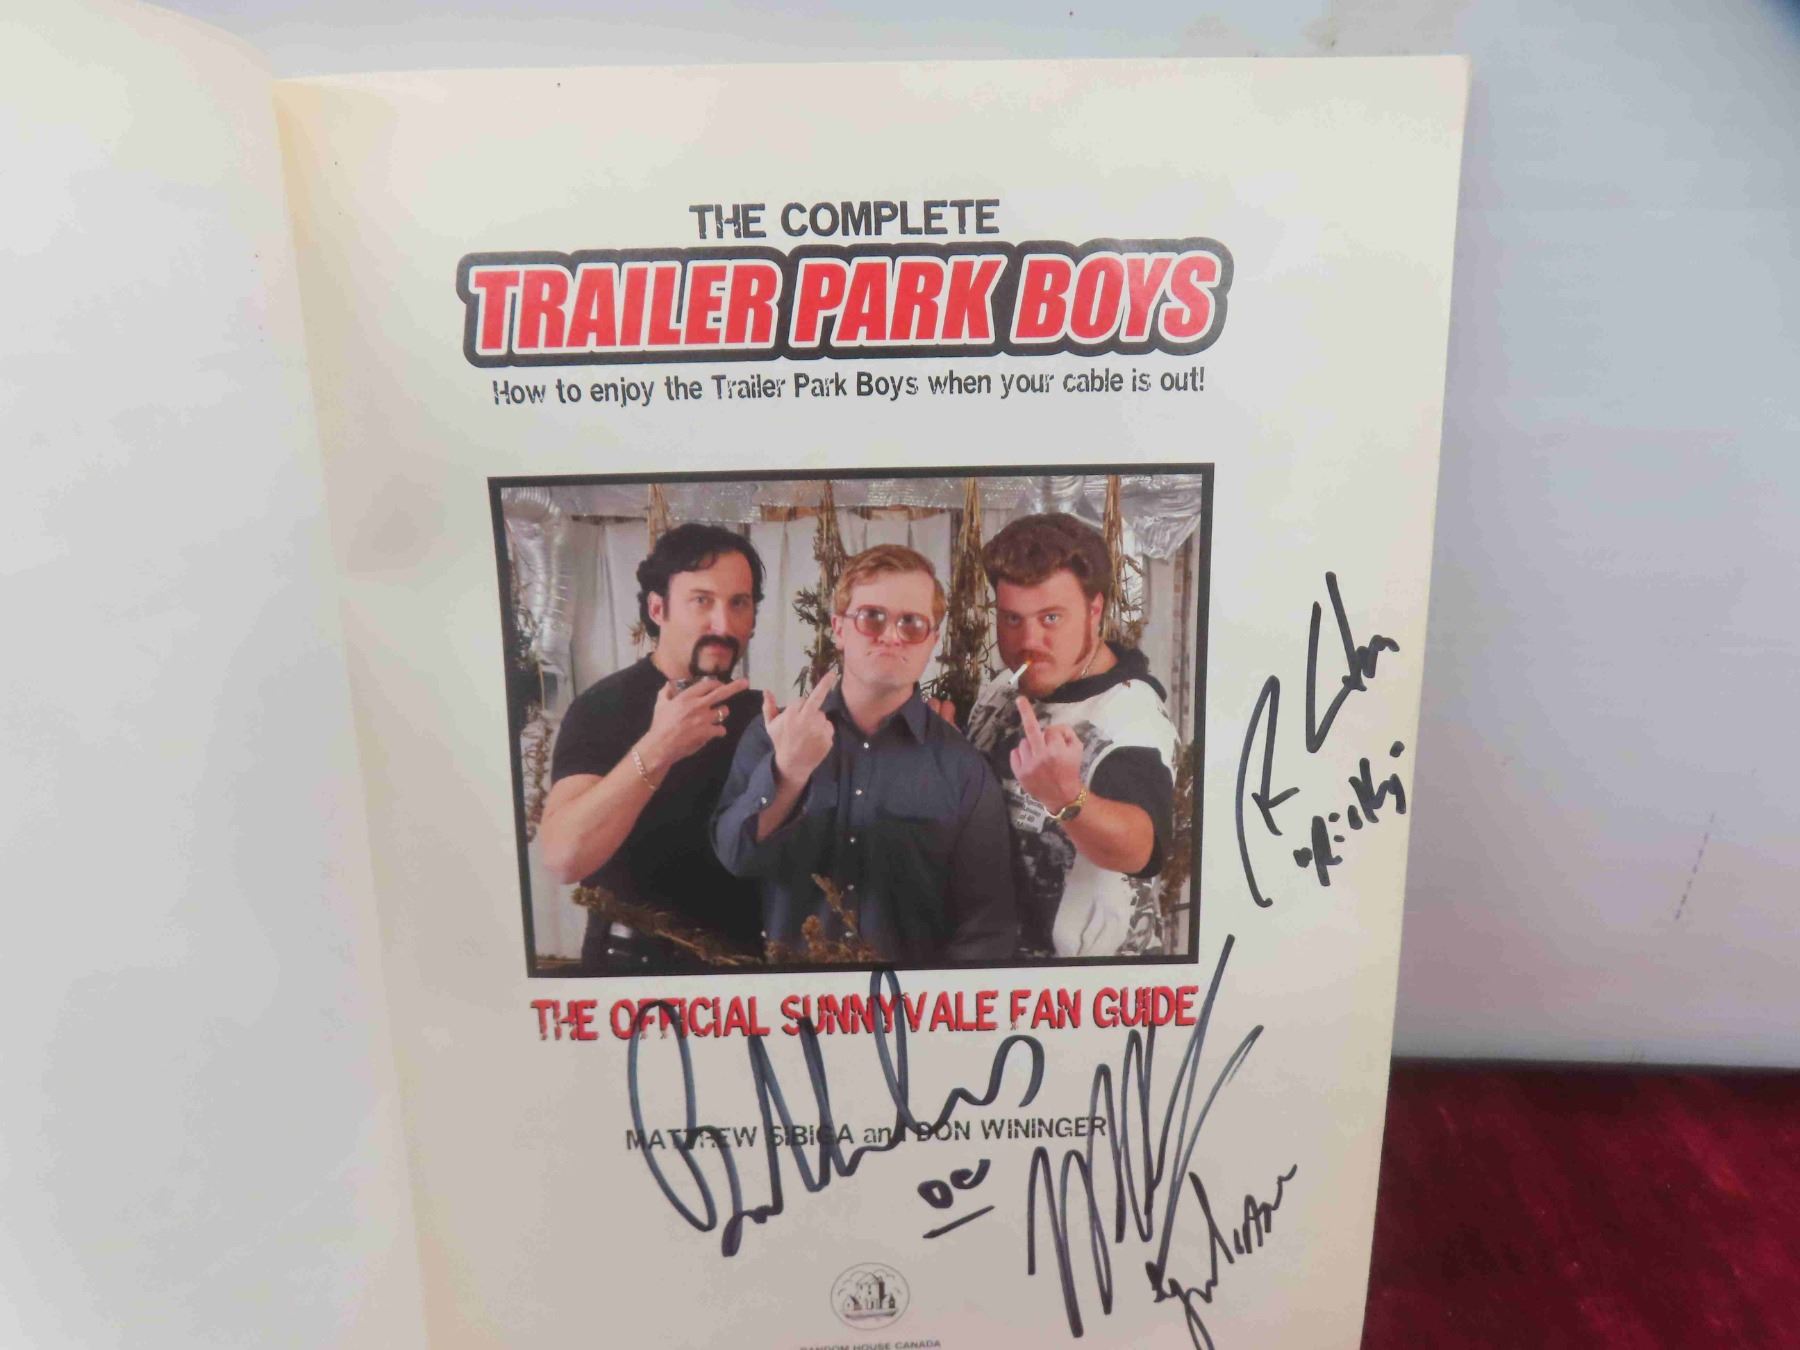 THE COMPLETE
TRAILER PARK BOYS
How to enjoy the Trailer Park Boys when your cable is out!
"Ricky"
THE OFFICIAL SUNNYVALE FAN GUIDE
MATTHEW SIBIGA and DON WININGER
RANDOM HOUSE CANADA